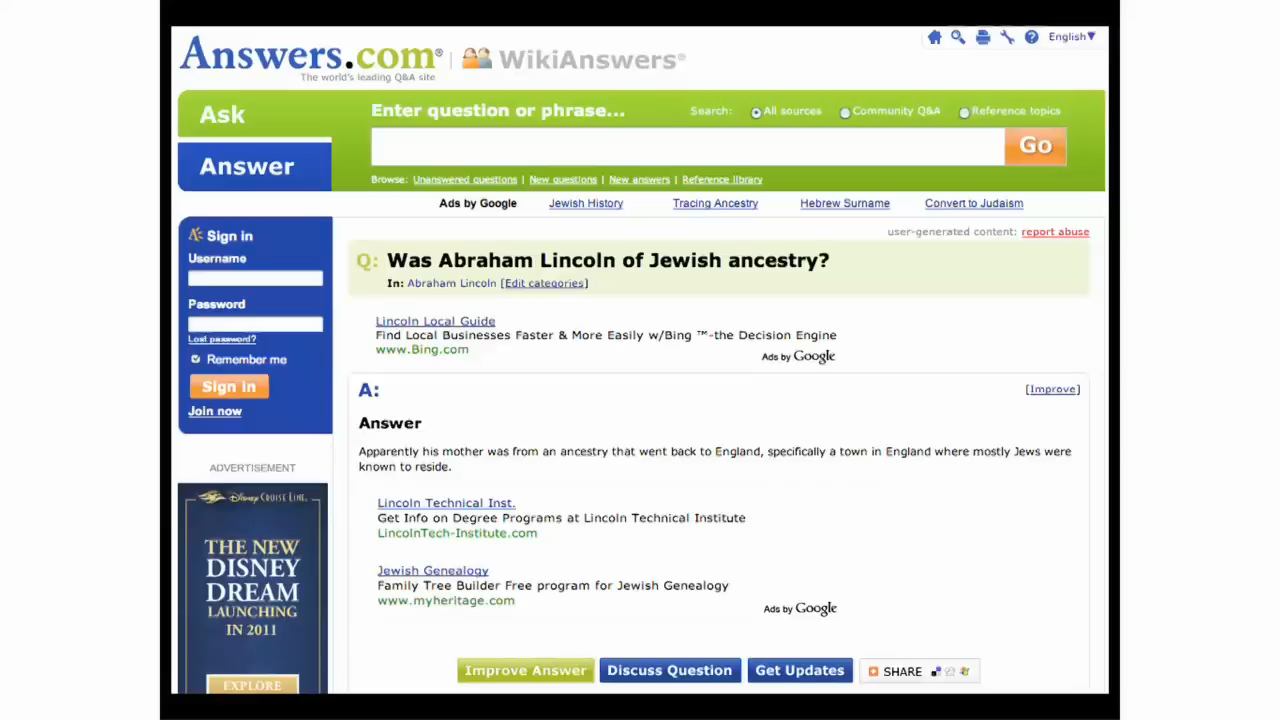 Answers.com® | WikiAnswers®
The world's leading Q&A site
English▼
Ask
Enter question or phrase...
Search: All sources Community Q&A Reference topics
Go
Answer
Browse: Unanswered questions | New questions | New answers | Reference library
Ads by Google Jewish History Tracing Ancestry Hebrew Surname Convert to Judaism
user-generated content: report abuse
Sign in
Username
Password
Lost password?
Remember me
Sign in
Join now
Q: Was Abraham Lincoln of Jewish ancestry?
In: Abraham Lincoln [Edit categories]
Lincoln Local Guide
Find Local Businesses Faster & More Easily w/Bing ™-the Decision Engine
www.Bing.com
Ads by Google
A:
[Improve]
Answer
Apparently his mother was from an ancestry that went back to England, specifically a town in England where mostly Jews were
known to reside.
Lincoln Technical Inst.
Get Info on Degree Programs at Lincoln Technical Institute
LincolnTech-Institute.com
Jewish Genealogy
Family Tree Builder Free program for Jewish Genealogy
www.myheritage.com
Ads by Google
ADVERTISEMENT
DISNEY CRUISE LINE.
THE NEW
DISNEY
DREAM
LAUNCHING
IN 2011
EXPLORE
Improve Answer
Discuss Question
Get Updates
SHARE